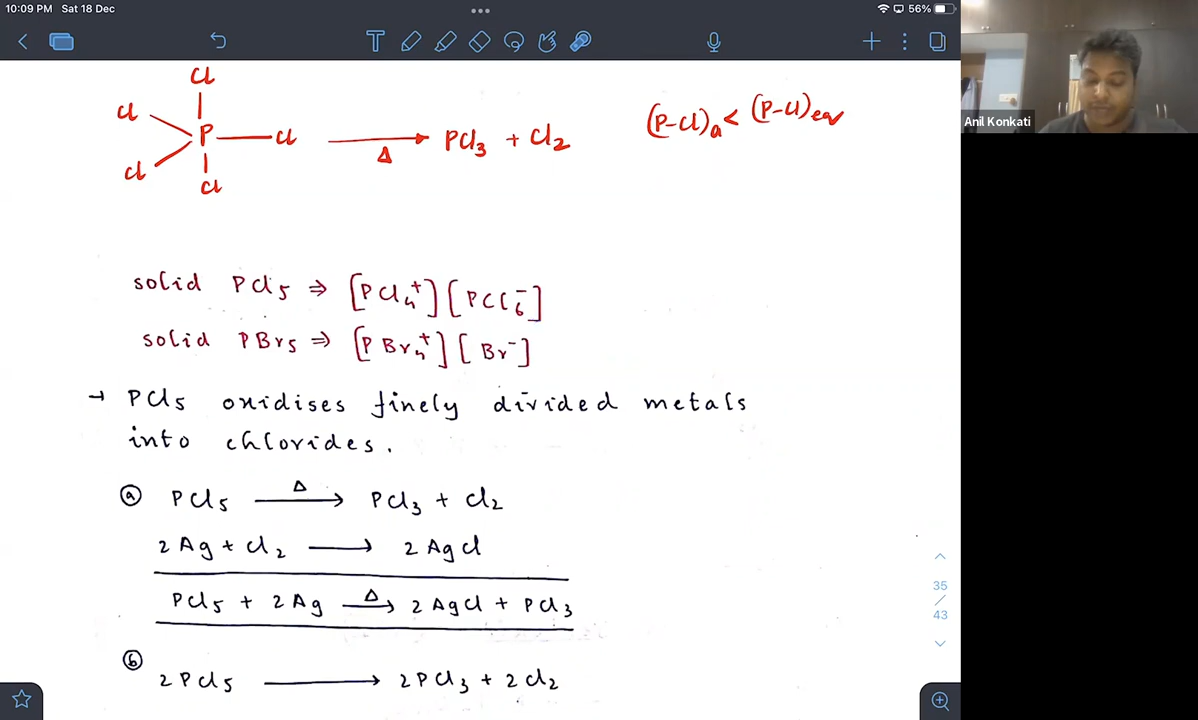 10:09 PM Sat 18 Dec
56%
Cl
Cl
P Cl
Cl
Cl
Δ
PCl3 + Cl2
(P-Cl)a < (P-Cl)eq
Anil Konkati
solid PCl5 ⇒ [PCl4+] [PCl6-]
solid PBr5 ⇒ [PBr4+] [Br-]
→ PCl5 oxidises finely divided metals
into chlorides.
ⓐ PCl5 —Δ→ PCl3 + Cl2
2Ag + Cl2 ⟶ 2AgCl
PCl5 + 2Ag —Δ→ 2AgCl + PCl3
ⓑ
2PCl5 ⟶ 2PCl3 + 2Cl2
35
/
43